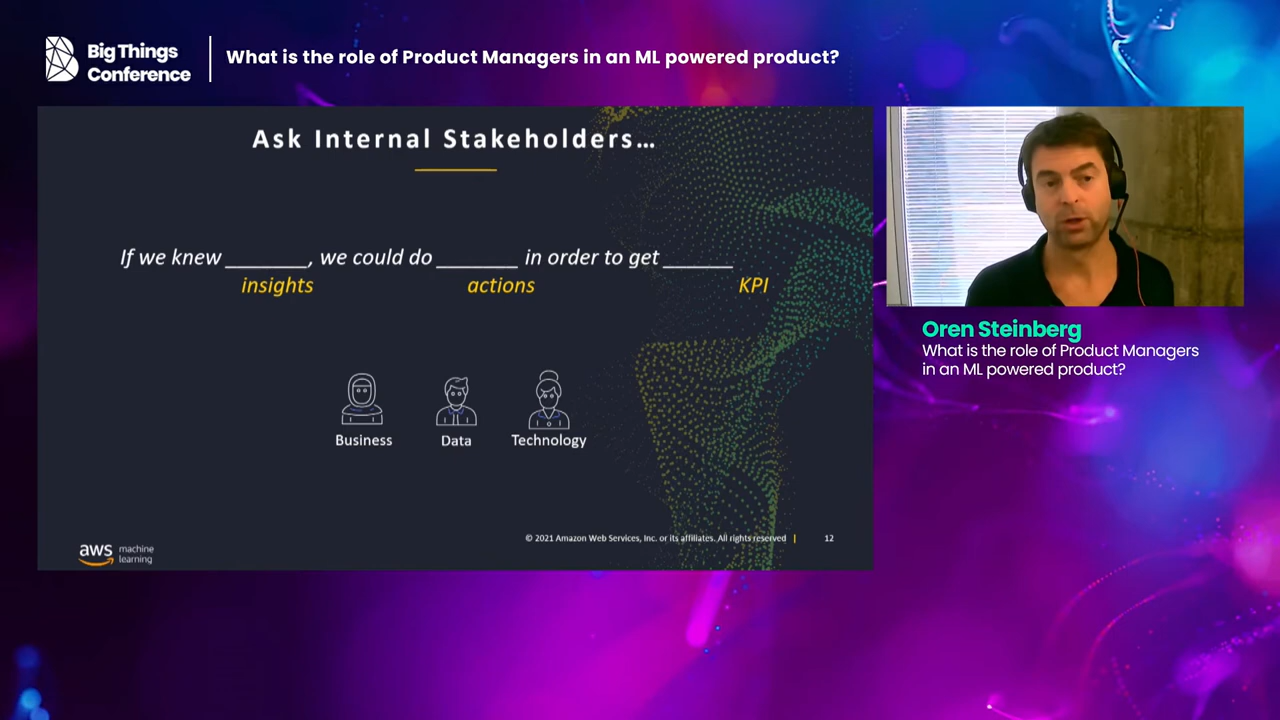 Big Things
Conference
What is the role of Product Managers in an ML powered product?
Ask Internal Stakeholders…
If we knew _______, we could do _______ in order to get ______
insights actions KPI
Business Data Technology
aws machine learning
© 2021 Amazon Web Services, Inc. or its affiliates. All rights reserved | 12
Oren Steinberg
What is the role of Product Managers
in an ML powered product?